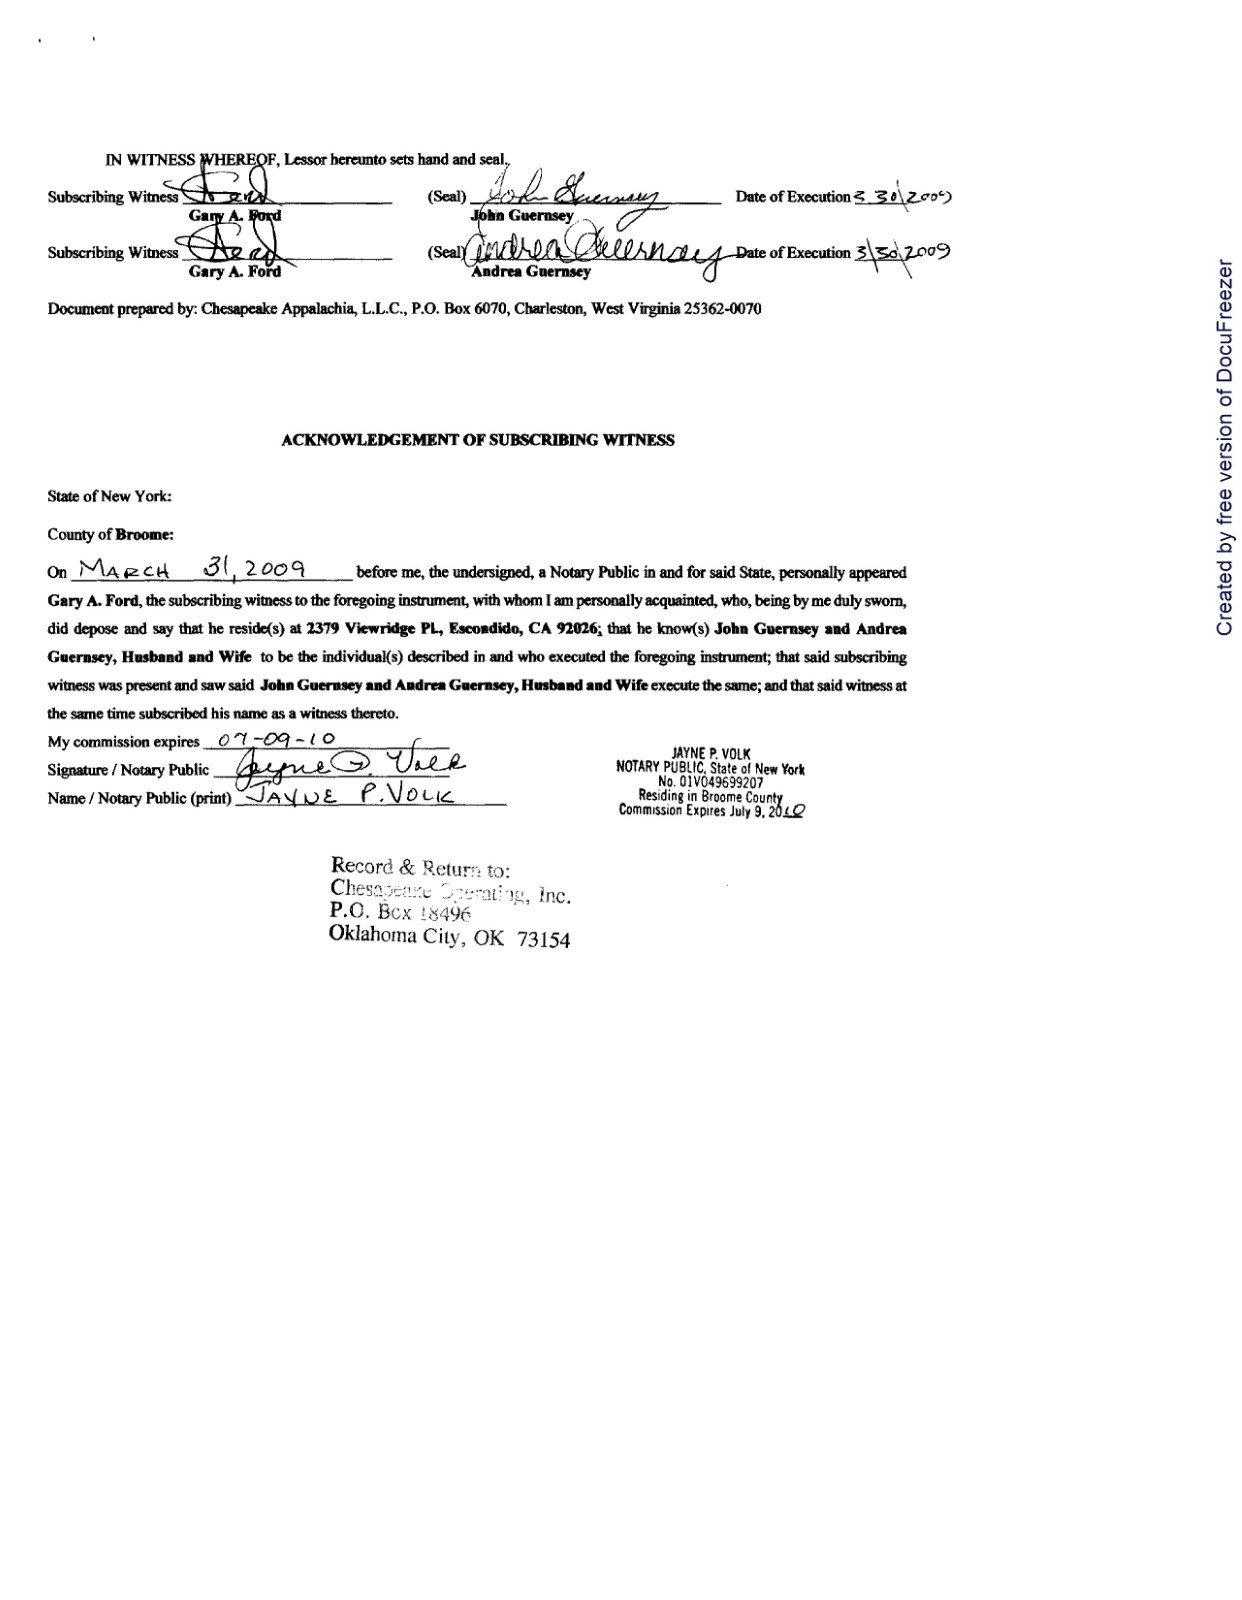 IN WITNESS WHEREOF, Lessor hereunto sets hand and seal.
Subscribing Witness (Seal) John Guernsey Date of Execution 3 30\2009
Gary A. Ford John Guernsey
Subscribing Witness (Seal) Andrea Guernsey Date of Execution 3\30\2009
Gary A. Ford Andrea Guernsey
Document prepared by: Chesapeake Appalachia, L.L.C., P.O. Box 6070, Charleston, West Virginia 25362-0070
ACKNOWLEDGEMENT OF SUBSCRIBING WITNESS
State of New York:
County of Broome:
On MARCH 31, 2009 before me, the undersigned, a Notary Public in and for said State, personally appeared
Gary A. Ford, the subscribing witness to the foregoing instrument, with whom I am personally acquainted, who, being by me duly sworn,
did depose and say that he reside(s) at 2379 Viewridge PL, Escondido, CA 92026; that he know(s) John Guernsey and Andrea
Guernsey, Husband and Wife to be the individual(s) described in and who executed the foregoing instrument; that said subscribing
witness was present and saw said John Guernsey and Andrea Guernsey, Husband and Wife execute the same; and that said witness at
the same time subscribed his name as a witness thereto.
My commission expires 07-09-10
Signature / Notary Public Jayne P. Volk
Name / Notary Public (print) JAYNE P. VOLK
JAYNE P. VOLK
NOTARY PUBLIC, State of New York
No. 01VO49699207
Residing in Broome County
Commission Expires July 9, 2010
Record & Return to:
Chesapeake Operating, Inc.
P.O. Box 18496
Oklahoma City, OK 73154
Created by free version of DocuFreezer